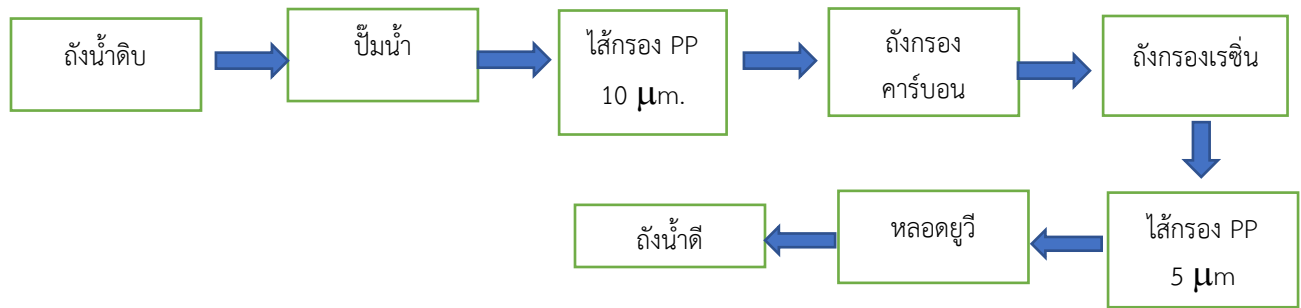 ถังน้ำดิบ
ปั๊มน้ำ
ไส้กรอง PP
10 μm.
ถังกรอง
คาร์บอน
ถังกรองเรซิ่น
ไส้กรอง PP
5 μm
หลอดยูวี
ถังน้ำดี